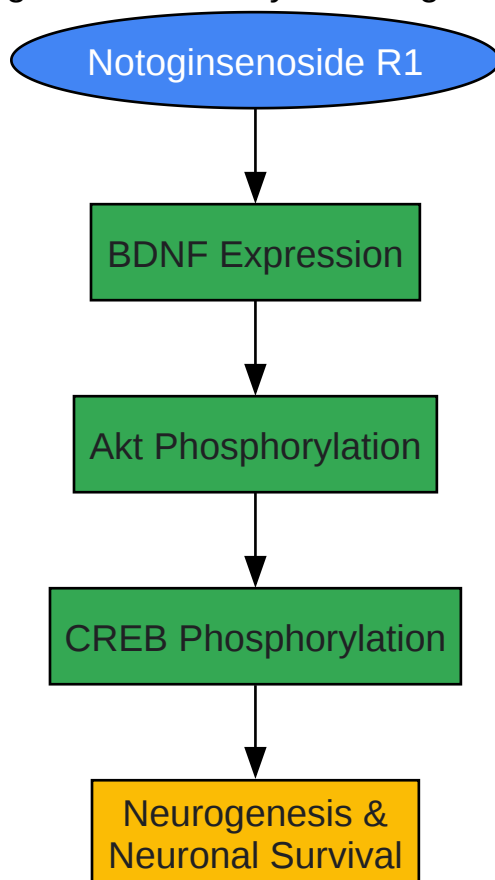 Notoginsenoside R1
BDNF Expression
Akt Phosphorylation
CREB Phosphorylation
Neurogenesis &
Neuronal Survival